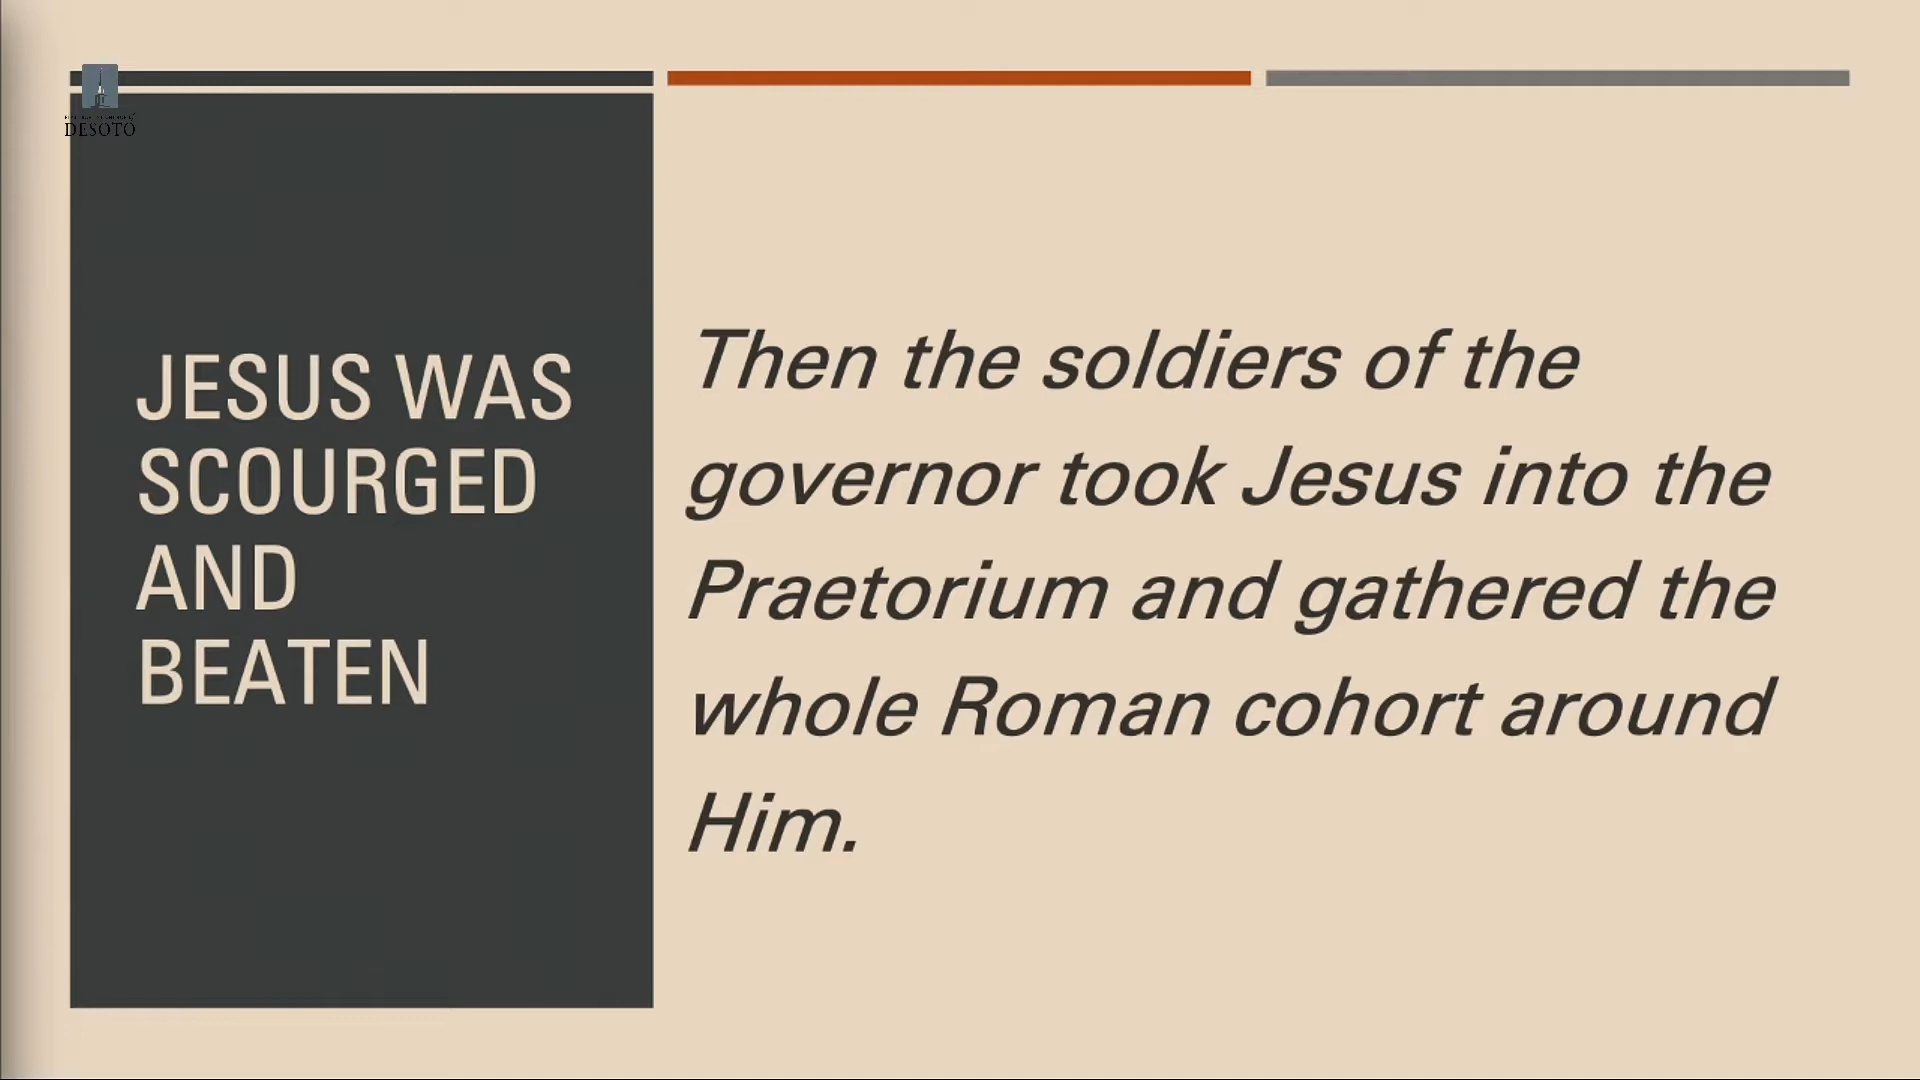 DESOTO
JESUS WAS
SCOURGED
AND
BEATEN
Then the soldiers of the
governor took Jesus into the
Praetorium and gathered the
whole Roman cohort around
Him.